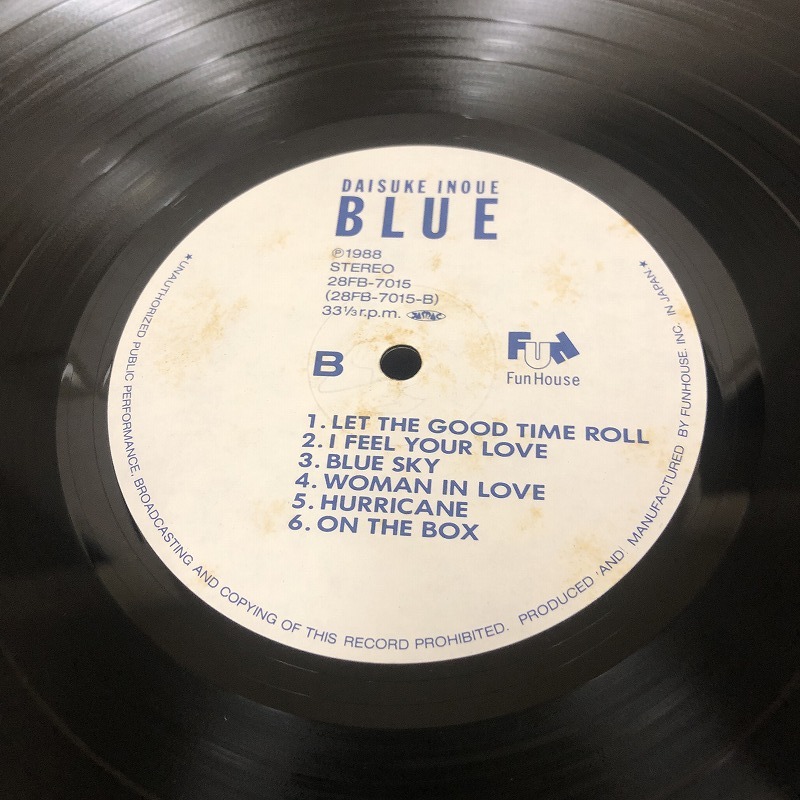 DAISUKE INOUE
BLUE
Ⓟ1988
STEREO
28FB-7015
(28FB-7015-B)
33⅓r.p.m. JASRAC
B
Fun
Fun House
1. LET THE GOOD TIME ROLL
2. I FEEL YOUR LOVE
3. BLUE SKY
4. WOMAN IN LOVE
5. HURRICANE
6. ON THE BOX
★UNAUTHORIZED PUBLIC PERFORMANCE, BROADCASTING AND COPYING OF THIS RECORD PROHIBITED. PRODUCED AND MANUFACTURED BY FUNHOUSE, INC. IN JAPAN.★